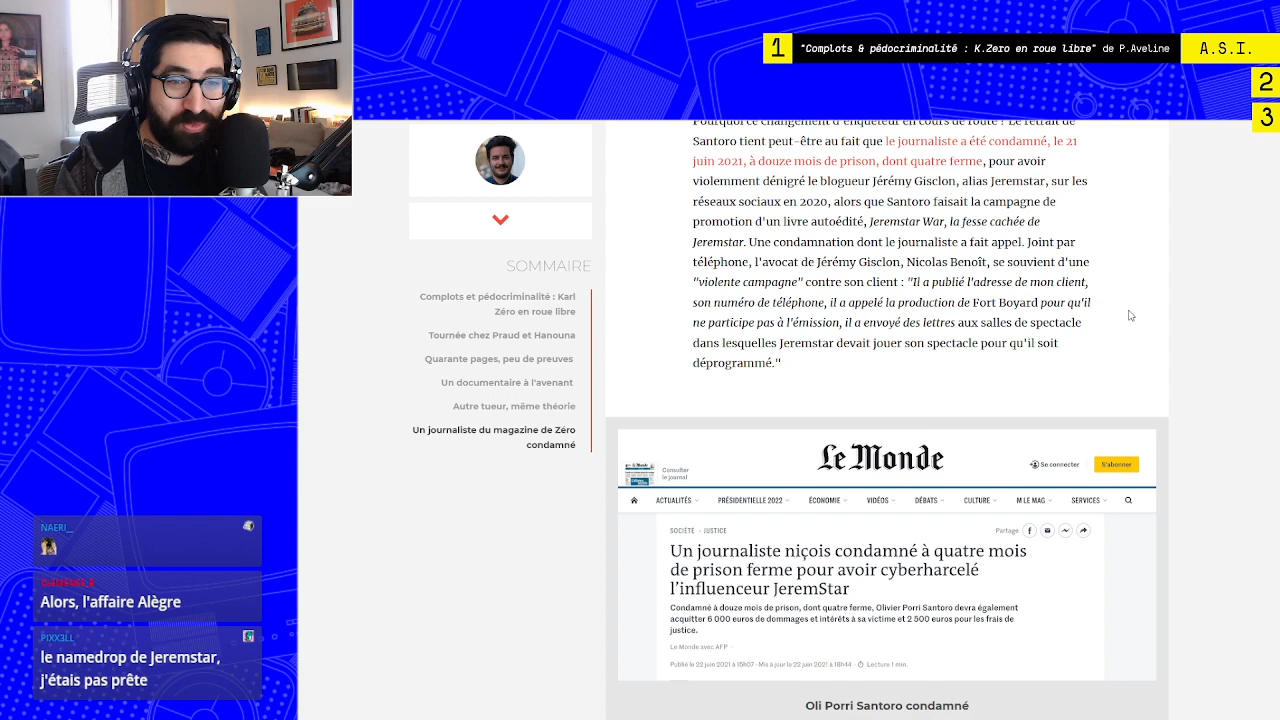 1 "Complots & pédocriminalité : K.Zero en roue libre" de P.Aveline A.S.I.
2
3
Pourquoi ce changement d'enquêteur en cours de route ? Le retrait de
Santoro tient peut-être au fait que le journaliste a été condamné, le 21
juin 2021, à douze mois de prison, dont quatre ferme, pour avoir
violemment dénigré le blogueur Jérémy Gisclon, alias Jeremstar, sur les
réseaux sociaux en 2020, alors que Santoro faisait la campagne de
promotion d'un livre autoédité, Jeremstar War, la fesse cachée de
Jeremstar. Une condamnation dont le journaliste a fait appel. Joint par
téléphone, l'avocat de Jérémy Gisclon, Nicolas Benoît, se souvient d'une
"violente campagne" contre son client : "Il a publié l'adresse de mon client,
son numéro de téléphone, il a appelé la production de Fort Boyard pour qu'il
ne participe pas à l'émission, il a envoyé des lettres aux salles de spectacle
dans lesquelles Jeremstar devait jouer son spectacle pour qu'il soit
déprogrammé."
SOMMAIRE
Complots et pédocriminalité : Karl
Zéro en roue libre
Tournée chez Praud et Hanouna
Quarante pages, peu de preuves
Un documentaire à l'avenant
Autre tueur, même théorie
Un journaliste du magazine de Zéro
condamné
Consulter
le journal
Le Monde
Se connecter
S'abonner
ACTUALITÉS PRÉSIDENTIELLE 2022 ÉCONOMIE VIDÉOS DÉBATS CULTURE M LE MAG SERVICES
SOCIÉTÉ • JUSTICE
Partage
Un journaliste niçois condamné à quatre mois
de prison ferme pour avoir cyberharcelé
l'influenceur JeremStar
Condamné à douze mois de prison, dont quatre ferme, Olivier Porri Santoro devra également
acquitter 6 000 euros de dommages et intérêts à sa victime et 2 500 euros pour les frais de
justice.
Le Monde avec AFP
Publié le 22 juin 2021 à 15h07 - Mis à jour le 22 juin 2021 à 18h44 - Lecture 1 min.
Oli Porri Santoro condamné
NAERI__
Alors, l'affaire Alègre
PIXX3LL
le namedrop de Jeremstar,
j'étais pas prête